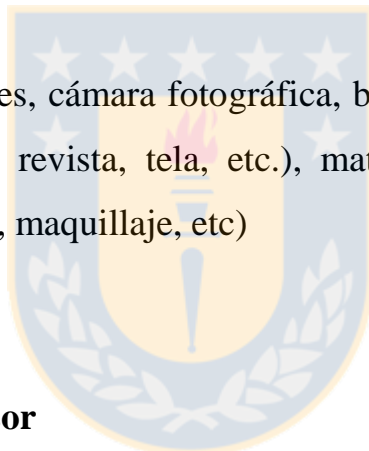 es, cámara fotográfica, b
revista, tela, etc.), mat
, maquillaje, etc)
or